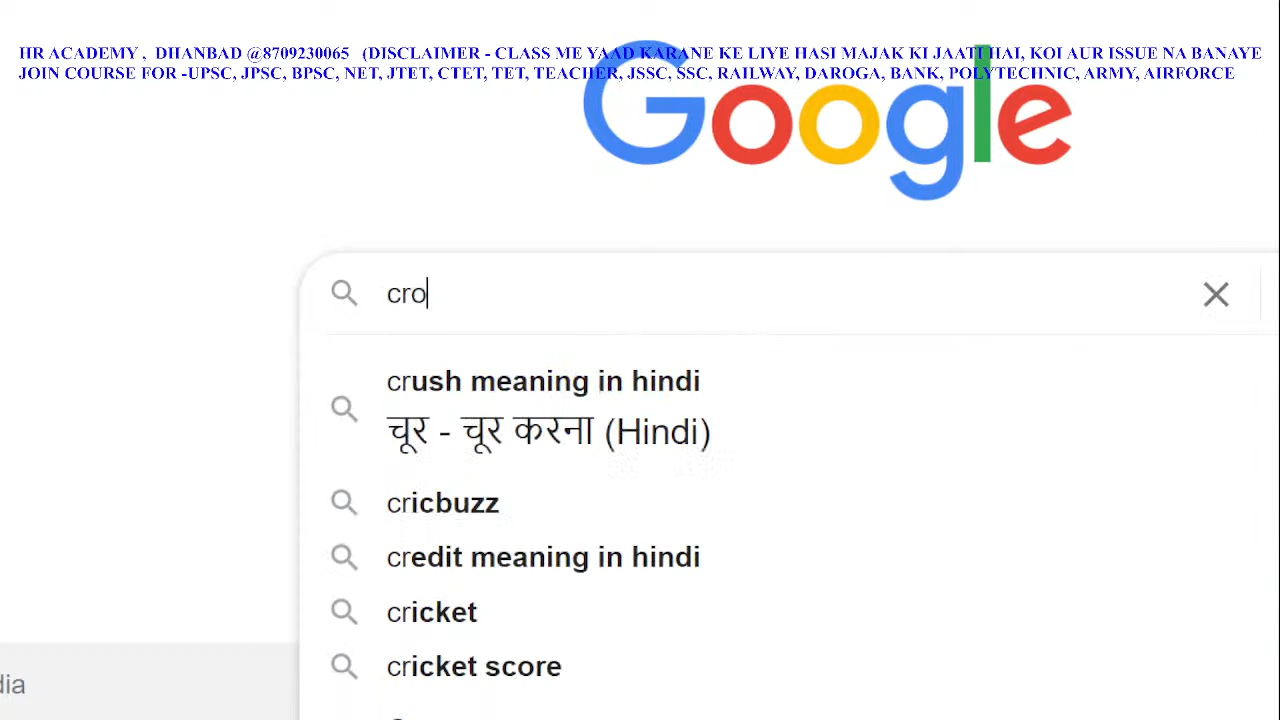 HR ACADEMY , DHANBAD @8709230065 (DISCLAIMER - CLASS ME YAAD KARANE KE LIYE HASI MAJAK KI JAATI HAI, KOI AUR ISSUE NA BANAYE
JOIN COURSE FOR -UPSC, JPSC, BPSC, NET, JTET, CTET, TET, TEACHER, JSSC, SSC, RAILWAY, DAROGA, BANK, POLYTECHNIC, ARMY, AIRFORCE
Google
cro
crush meaning in hindi
चूर - चूर करना (Hindi)
cricbuzz
credit meaning in hindi
cricket
cricket score
dia